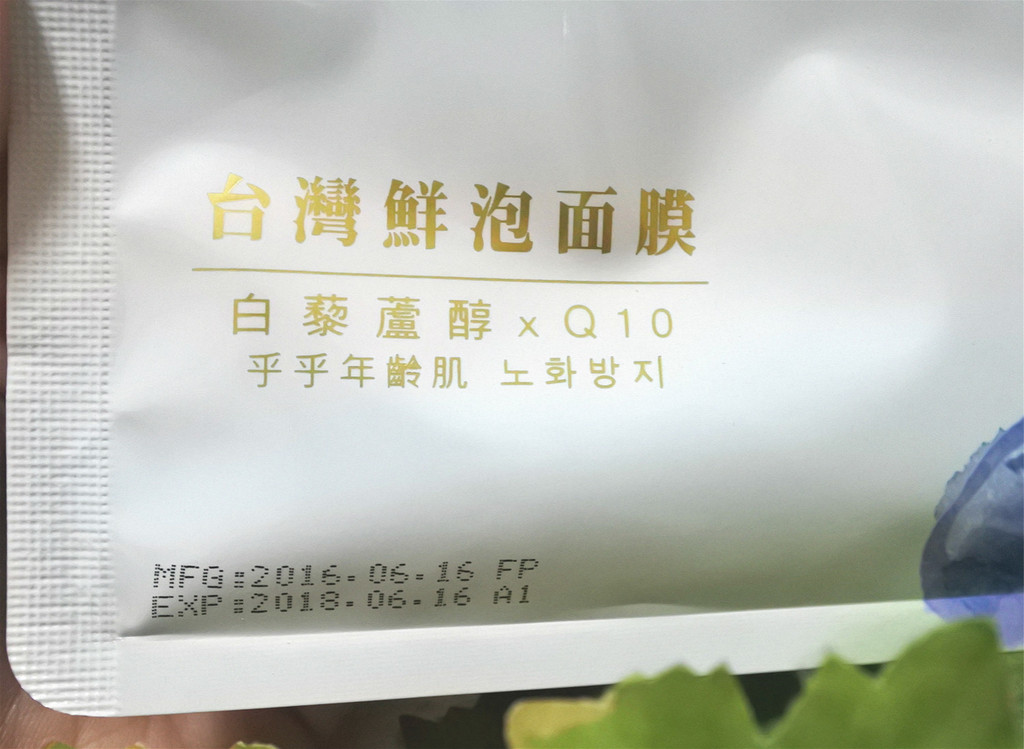 台灣鮮泡面膜
白藜蘆醇 x Q10
乎乎年齡肌 노화방지
MFG:2016.06.16 FP
EXP:2018.06.16 A1